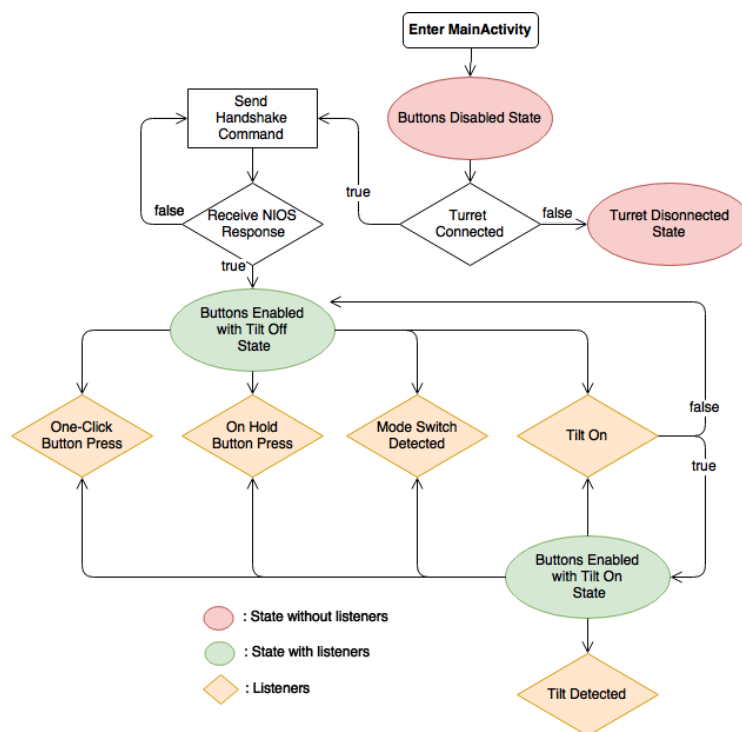 Enter MainActivity
Send
Handshake
Command
Buttons Disabled State
true
false
Receive NIOS
Response
Turret
Connected
false
Turret Disonnected
State
true
Buttons Enabled
with Tilt Off
State
One-Click
Button Press
On Hold
Button Press
Mode Switch
Detected
Tilt On
false
true
Buttons Enabled
with Tilt On
State
: State without listeners
: State with listeners
: Listeners
Tilt Detected